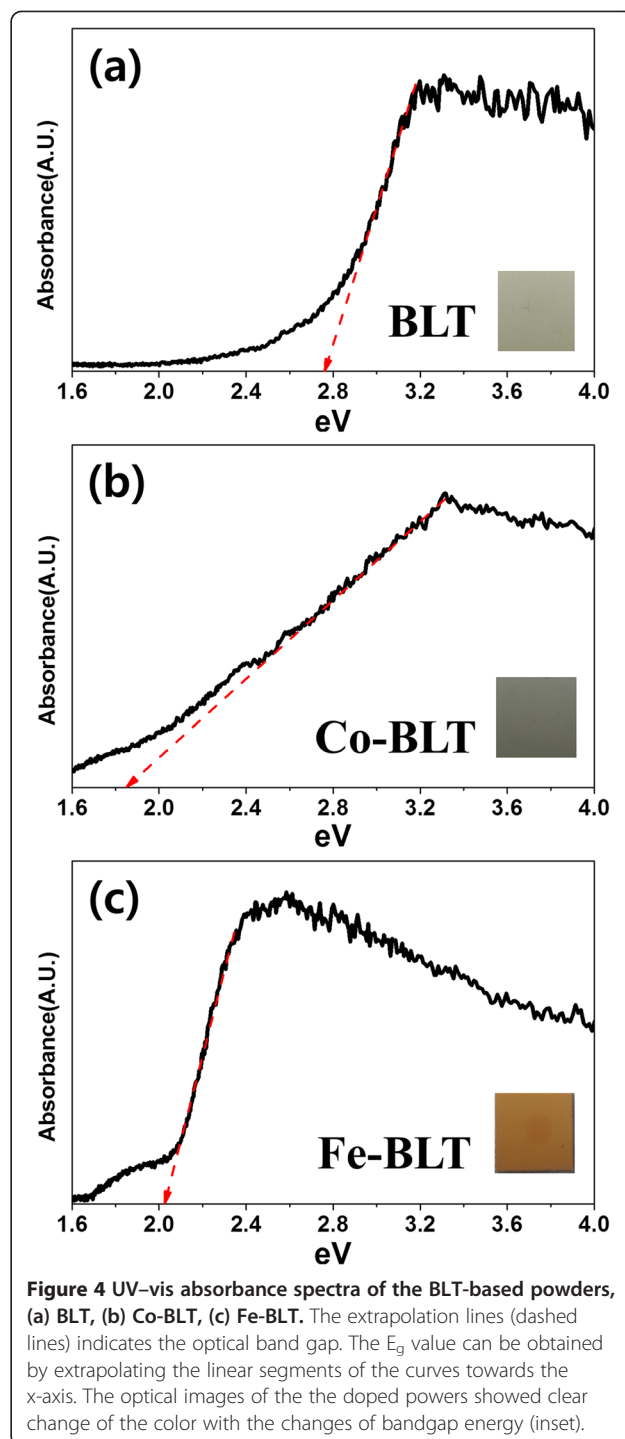 (a)
Absorbance(A.U.)
BLT
1.6 2.0 2.4 2.8 3.2 3.6 4.0
eV
(b)
Absorbance(A.U.)
Co-BLT
1.6 2.0 2.4 2.8 3.2 3.6 4.0
eV
(c)
Absorbance(A.U.)
Fe-BLT
1.6 2.0 2.4 2.8 3.2 3.6 4.0
eV
Figure 4 UV–vis absorbance spectra of the BLT-based powders,
(a) BLT, (b) Co-BLT, (c) Fe-BLT. The extrapolation lines (dashed
lines) indicates the optical band gap. The Eg value can be obtained
by extrapolating the linear segments of the curves towards the
x-axis. The optical images of the the doped powers showed clear
change of the color with the changes of bandgap energy (inset).